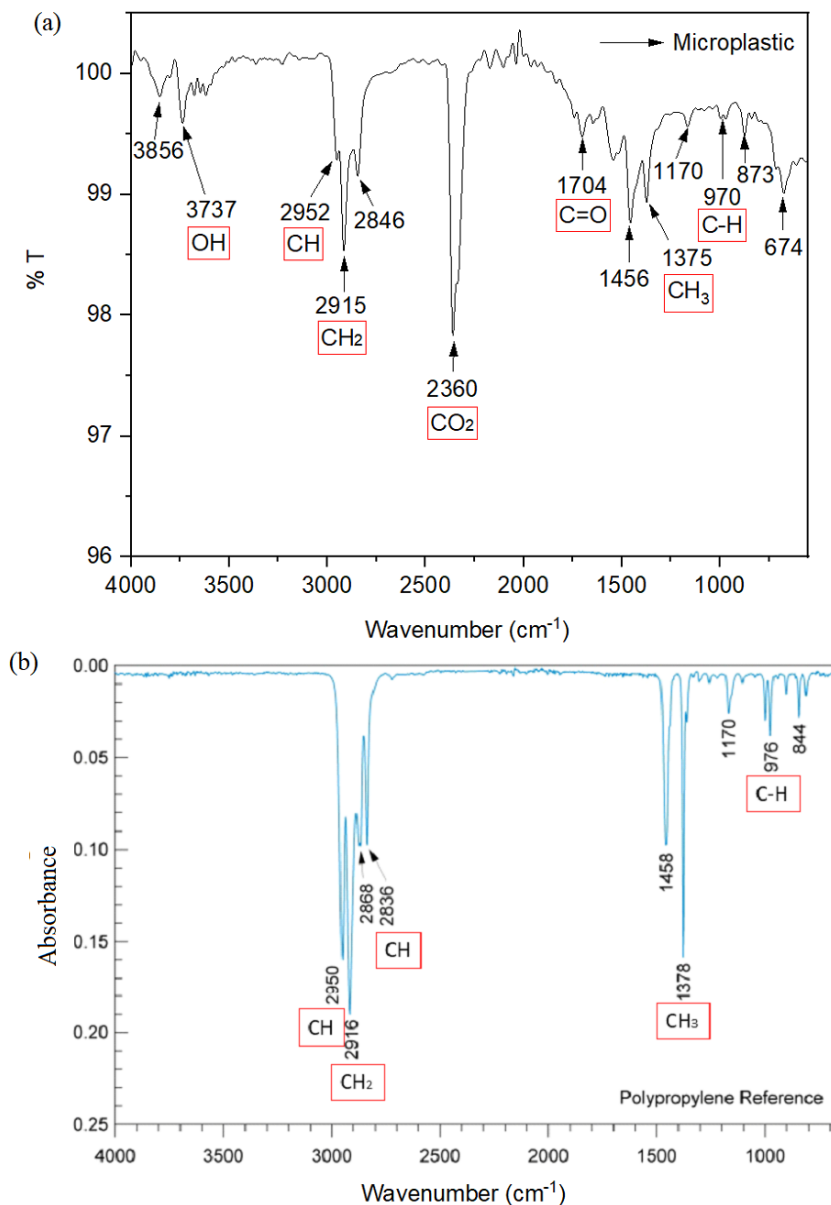 (a)
Microplastic
100
99
98
97
96
% T
3856
3737
OH
2952
CH
2846
2915
CH₂
2360
CO₂
1704
C=O
1456
1375
CH₃
1170
970
C-H
873
674
4000 3500 3000 2500 2000 1500 1000
Wavenumber (cm⁻¹)
(b)
0.00
0.05
0.10
0.15
0.20
0.25
Absorbance
2950
CH
2916
CH₂
2868
2836
CH
1458
1378
CH₃
1170
976
C-H
844
Polypropylene Reference
4000 3500 3000 2500 2000 1500 1000
Wavenumber (cm⁻¹)